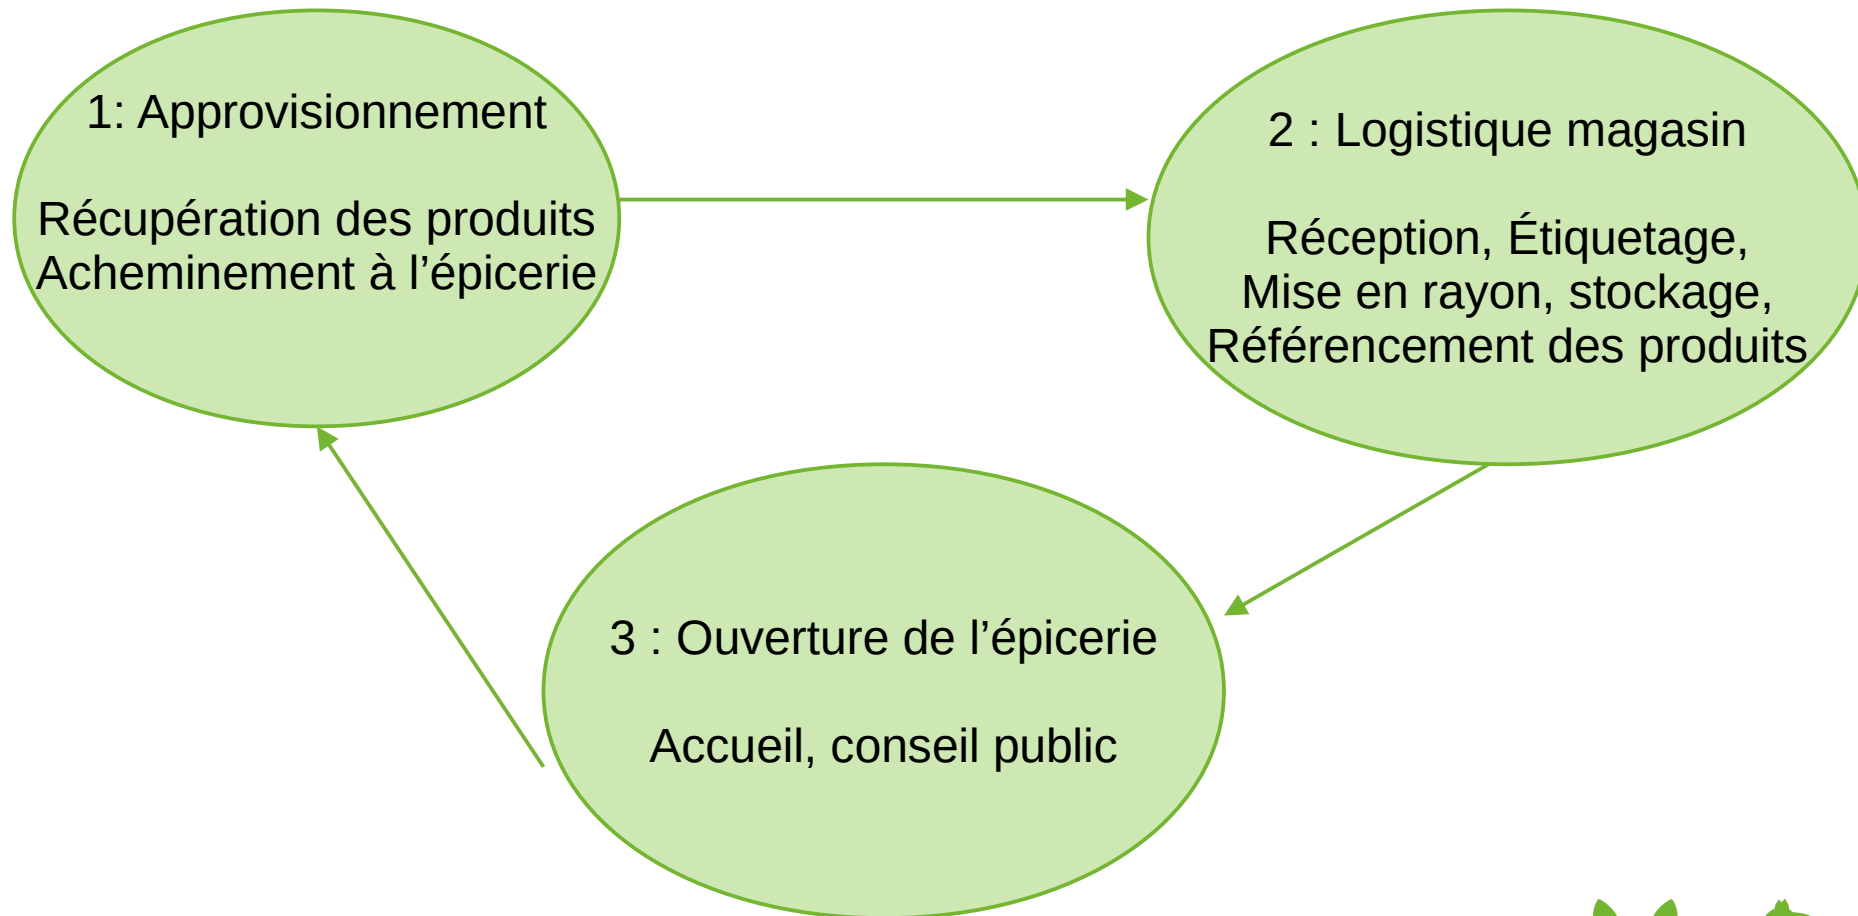 1: Approvisionnement
Récupération des produits
Acheminement à l’épicerie
2 : Logistique magasin
Réception, Étiquetage,
Mise en rayon, stockage,
Référencement des produits
3 : Ouverture de l’épicerie
Accueil, conseil public